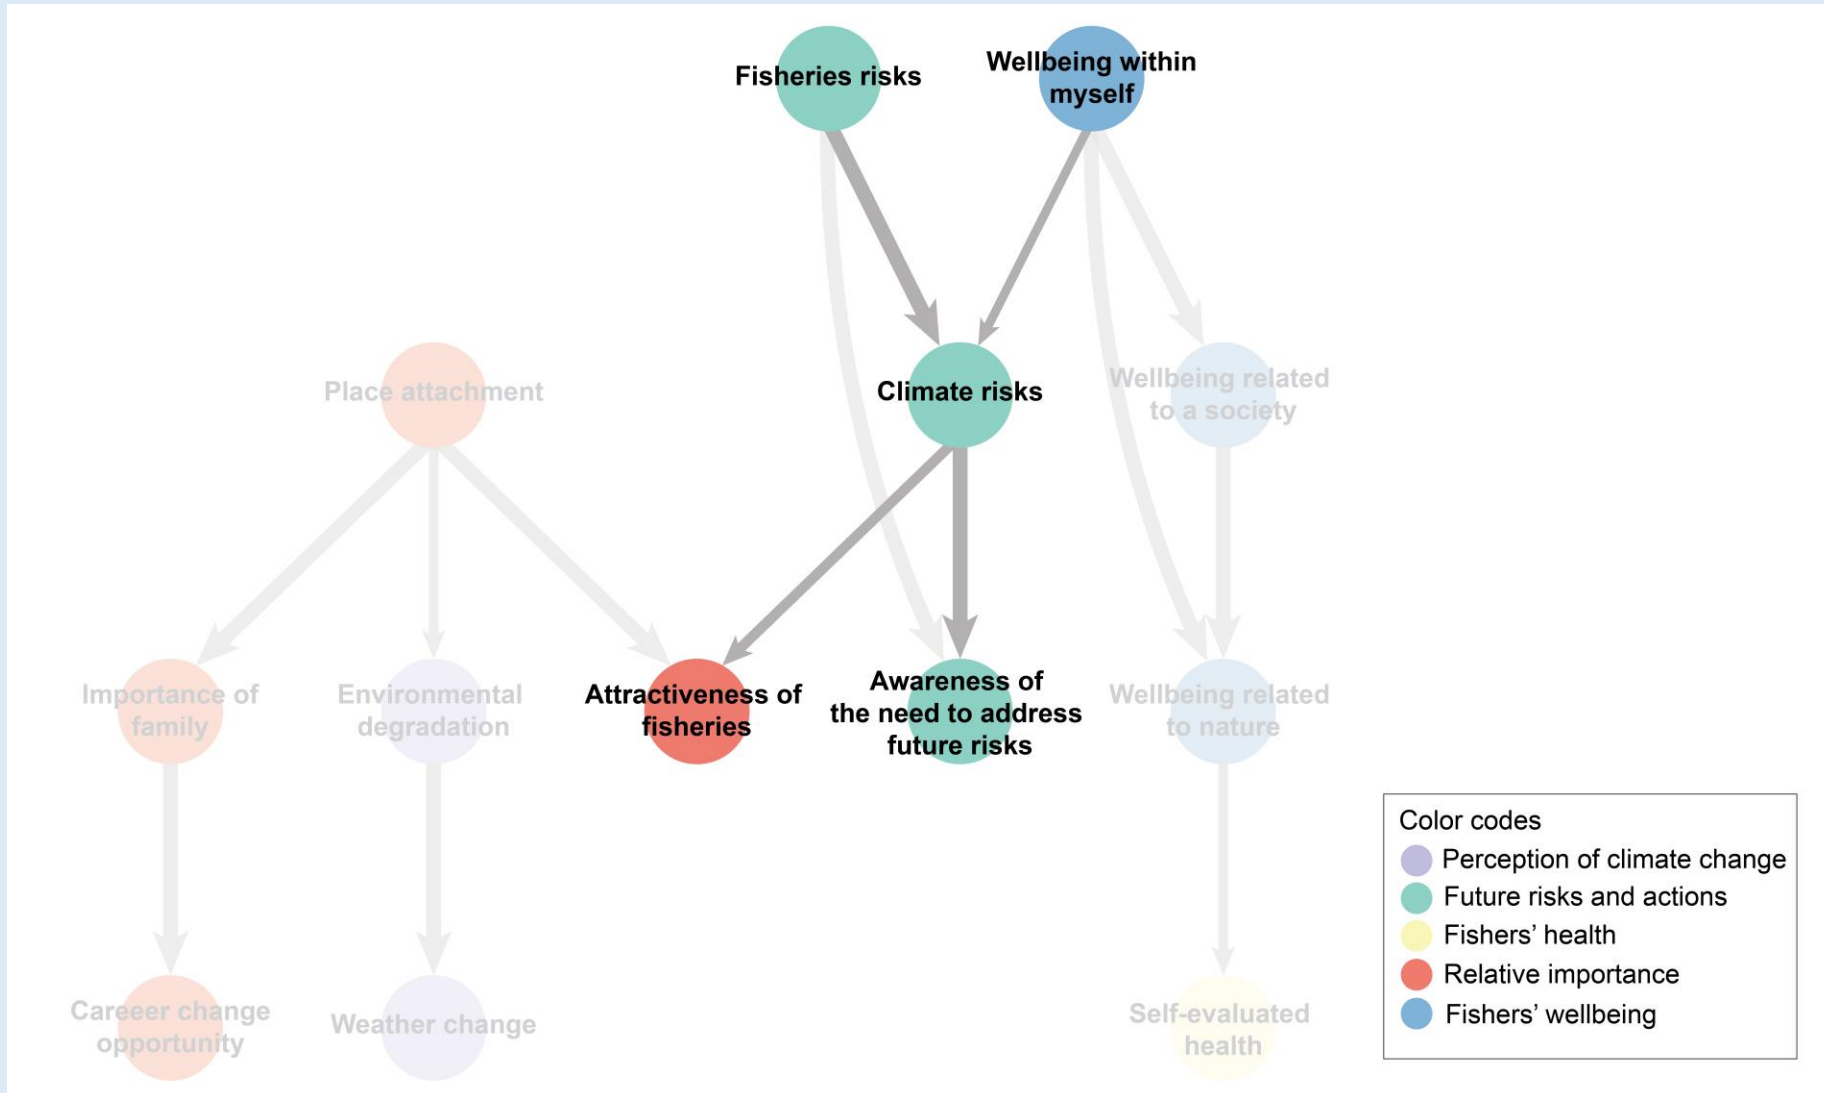 Fisheries risks
Wellbeing within
myself
Place attachment
Climate risks
Wellbeing related
to a society
Importance of
family
Environmental
degradation
Attractiveness of
fisheries
Awareness of
the need to address
future risks
Wellbeing related
to nature
Careeer change
opportunity
Weather change
Self-evaluated
health
Color codes
Perception of climate change
Future risks and actions
Fishers’ health
Relative importance
Fishers’ wellbeing